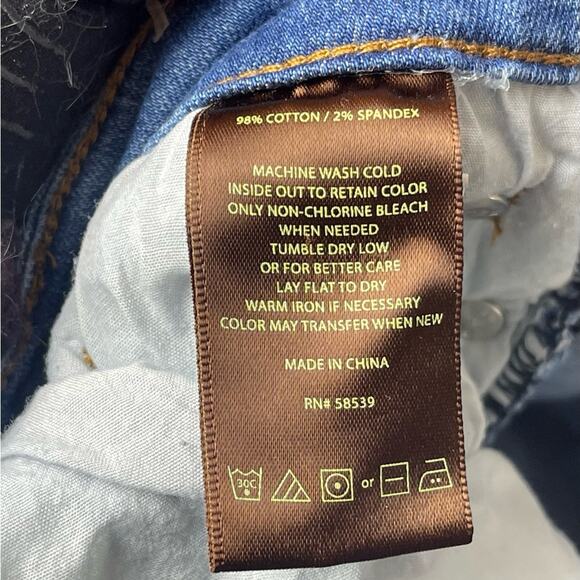 98% COTTON / 2% SPANDEX
MACHINE WASH COLD
INSIDE OUT TO RETAIN COLOR
ONLY NON-CHLORINE BLEACH
WHEN NEEDED
TUMBLE DRY LOW
OR FOR BETTER CARE
LAY FLAT TO DRY
WARM IRON IF NECESSARY
COLOR MAY TRANSFER WHEN NEW
MADE IN CHINA
RN# 58539
30C or